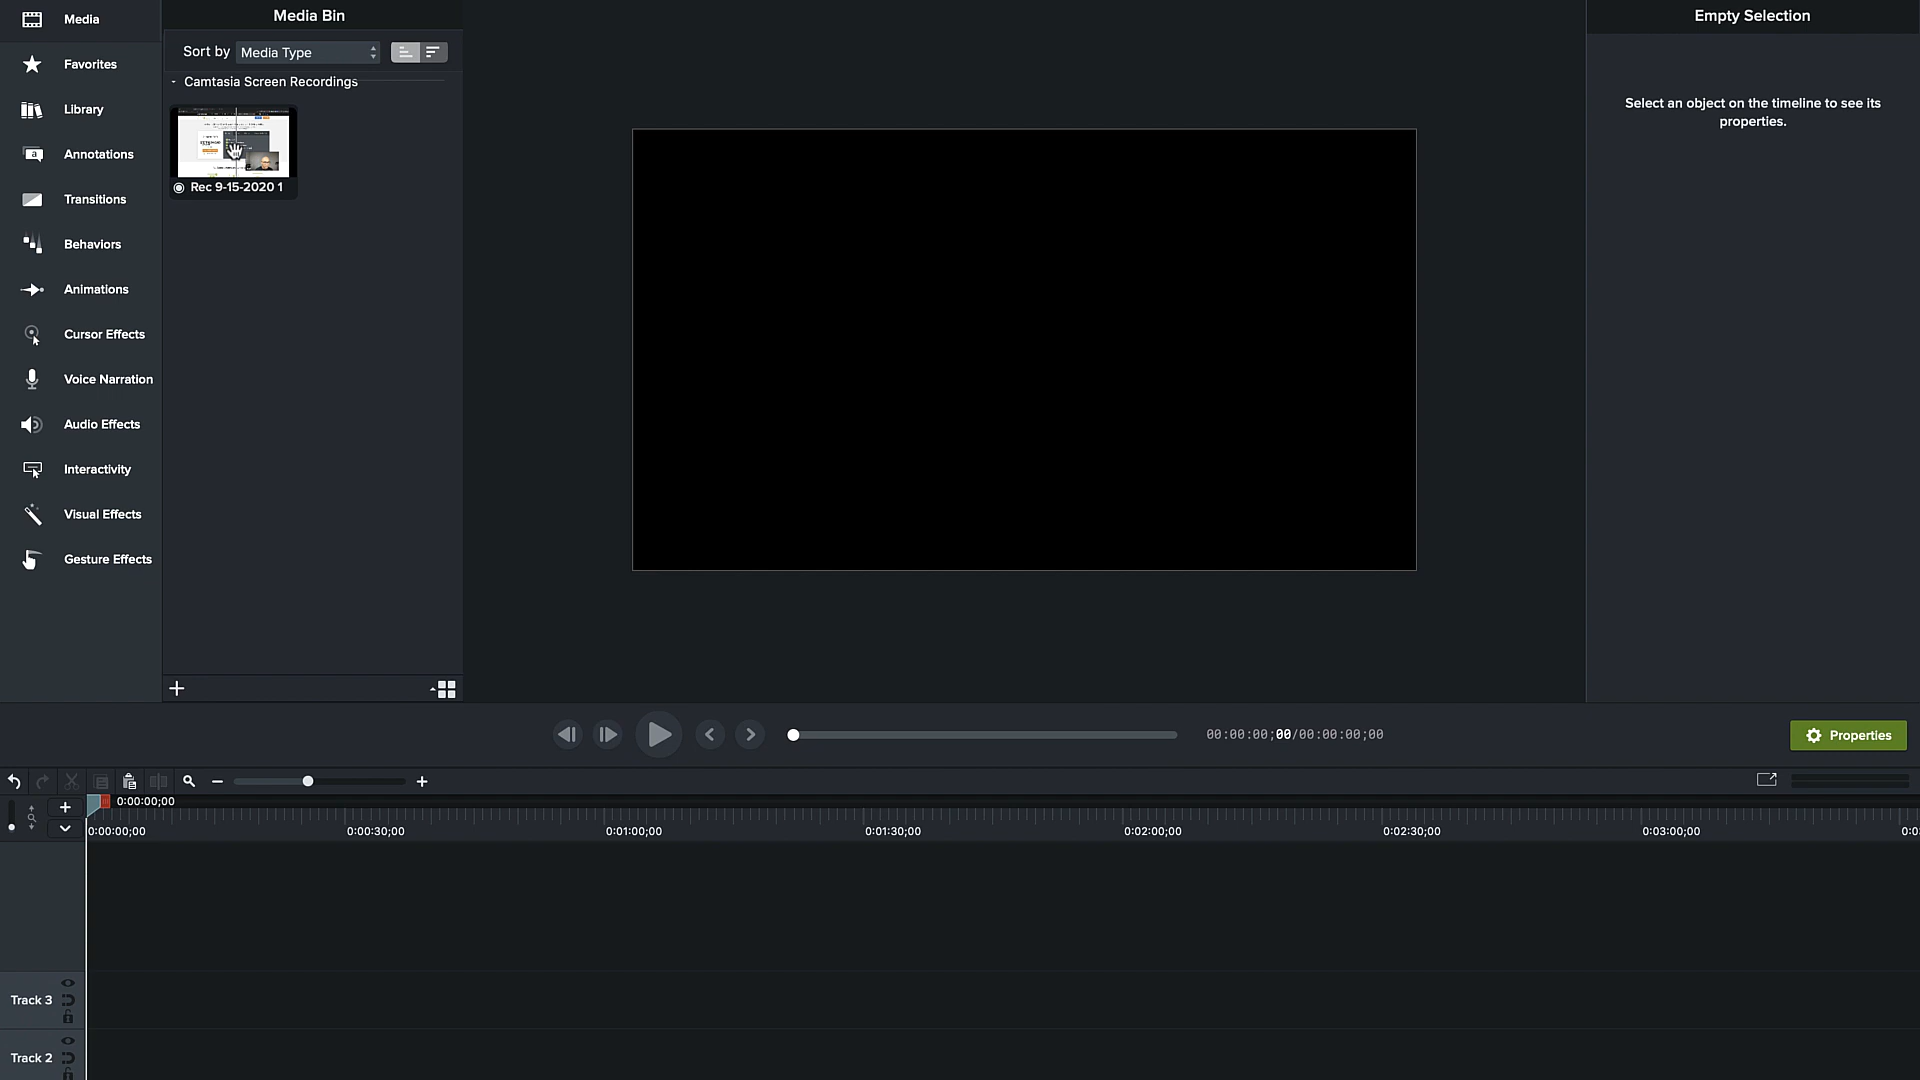 Media
Favorites
Library
Annotations
Transitions
Behaviors
Animations
Cursor Effects
Voice Narration
Audio Effects
Interactivity
Visual Effects
Gesture Effects
Media Bin
Sort by Media Type
Camtasia Screen Recordings
Rec 9-15-2020 1
Empty Selection
Select an object on the timeline to see its
properties.
00:00:00;00/00:00:00;00
Properties
0:00:00;00
0:00:00;00 0:00:30;00 0:01:00;00 0:01:30;00 0:02:00;00 0:02:30;00 0:03:00;00
Track 3
Track 2